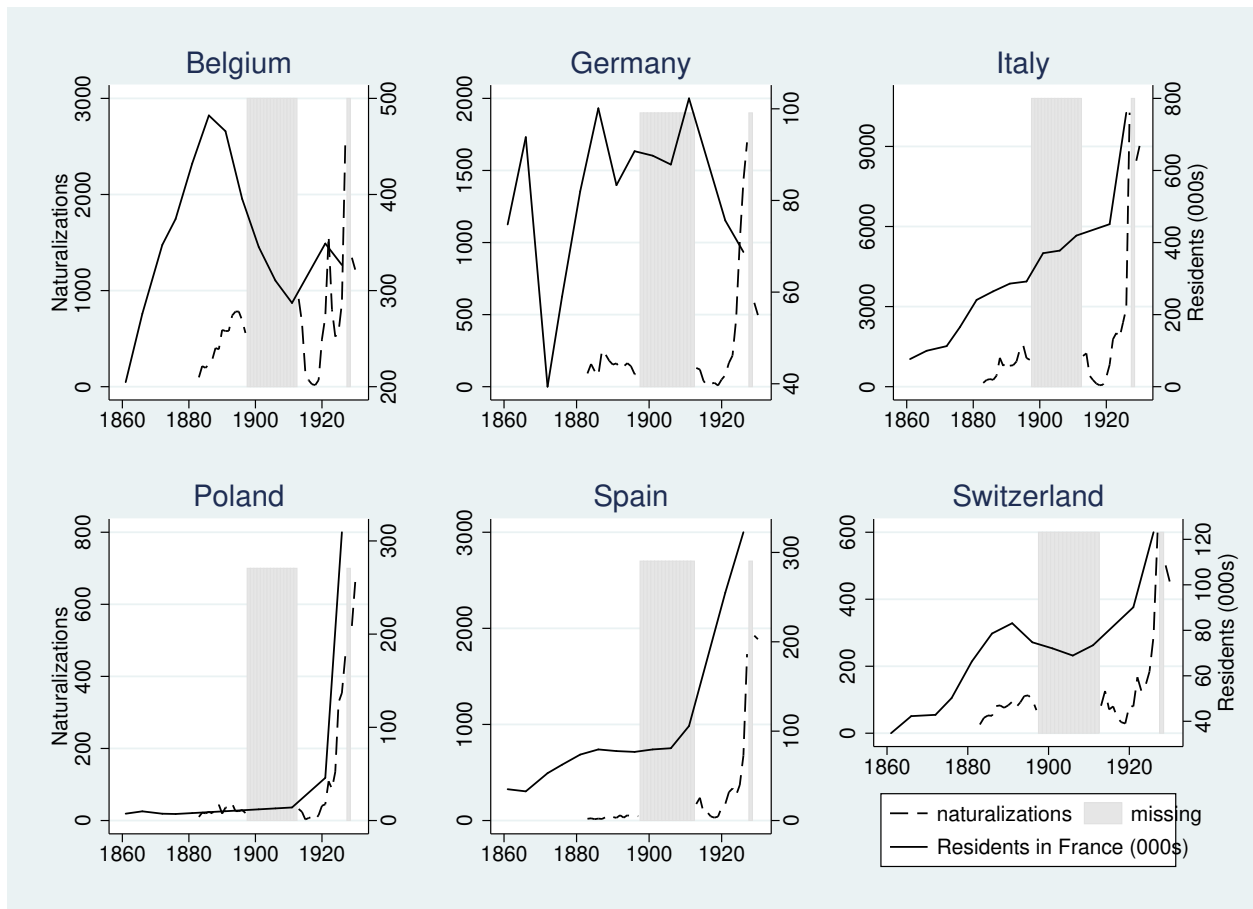 Belgium
Germany
Italy
Naturalizations
0 1000 2000 3000
200 300 400 500
1860 1880 1900 1920
0 500 1000 1500 2000
40 60 80 100
1860 1880 1900 1920
0 3000 6000 9000
0 200 400 600 800
Residents (000s)
1860 1880 1900 1920
Poland
Spain
Switzerland
Naturalizations
0 200 400 600 800
0 100 200 300
1860 1880 1900 1920
0 1000 2000 3000
0 100 200 300
1860 1880 1900 1920
0 200 400 600
40 60 80 100 120
Residents (000s)
1860 1880 1900 1920
naturalizations missing
Residents in France (000s)